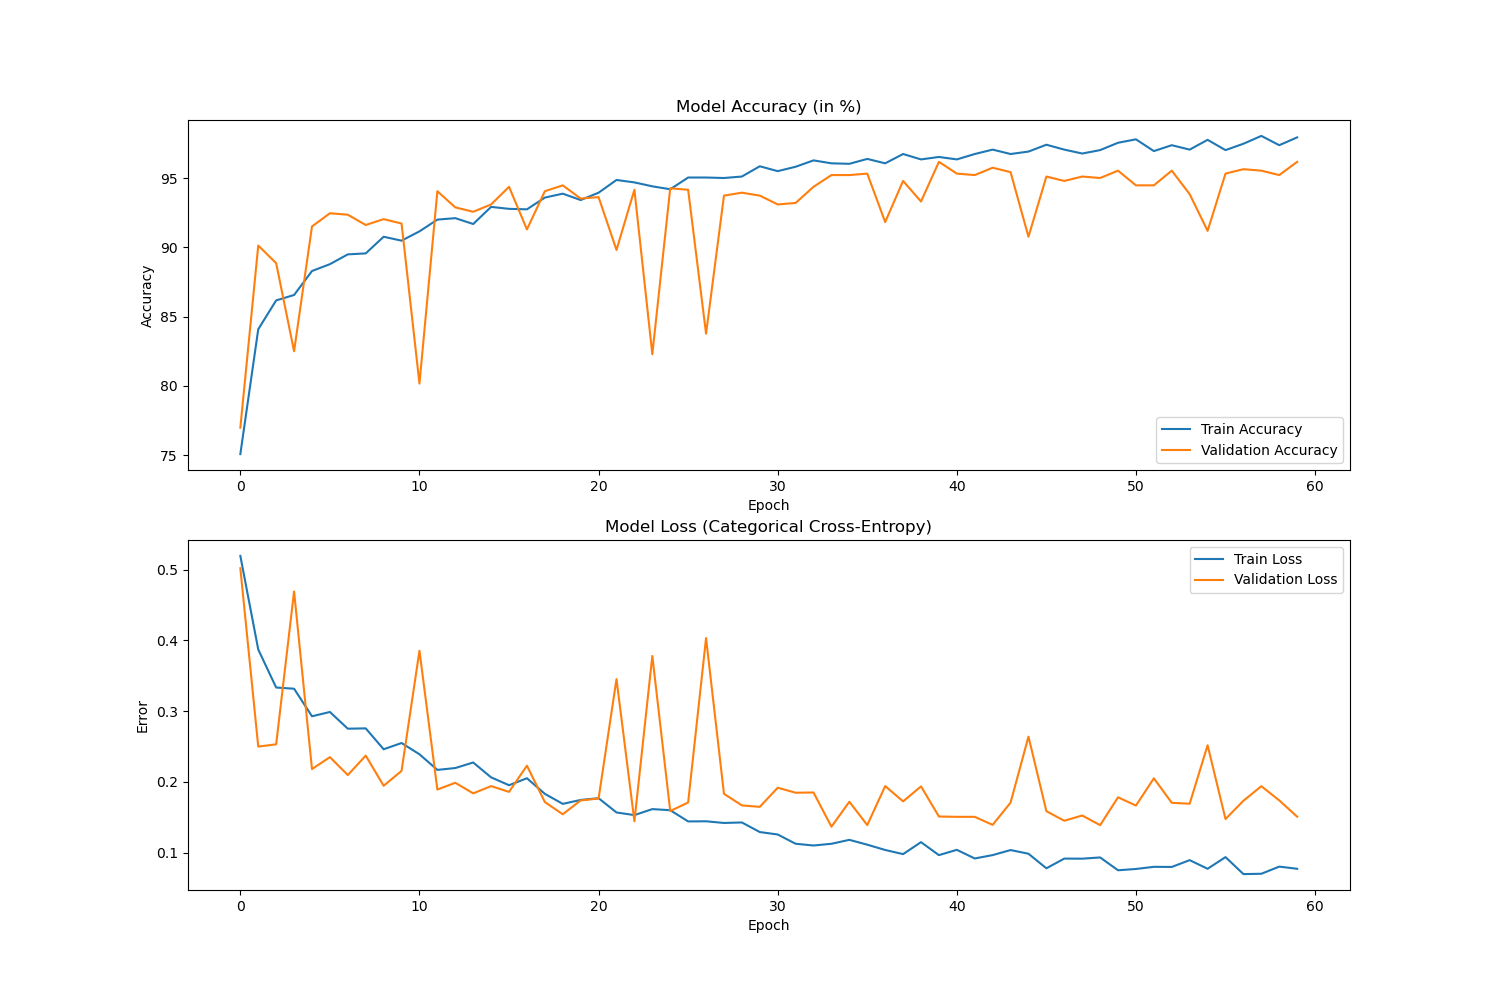 Model Accuracy (in %)
Accuracy
95
90
85
80
75
Train Accuracy
Validation Accuracy
0 10 20 30 40 50 60
Epoch
Model Loss (Categorical Cross-Entropy)
Error
0.5
0.4
0.3
0.2
0.1
Train Loss
Validation Loss
0 10 20 30 40 50 60
Epoch